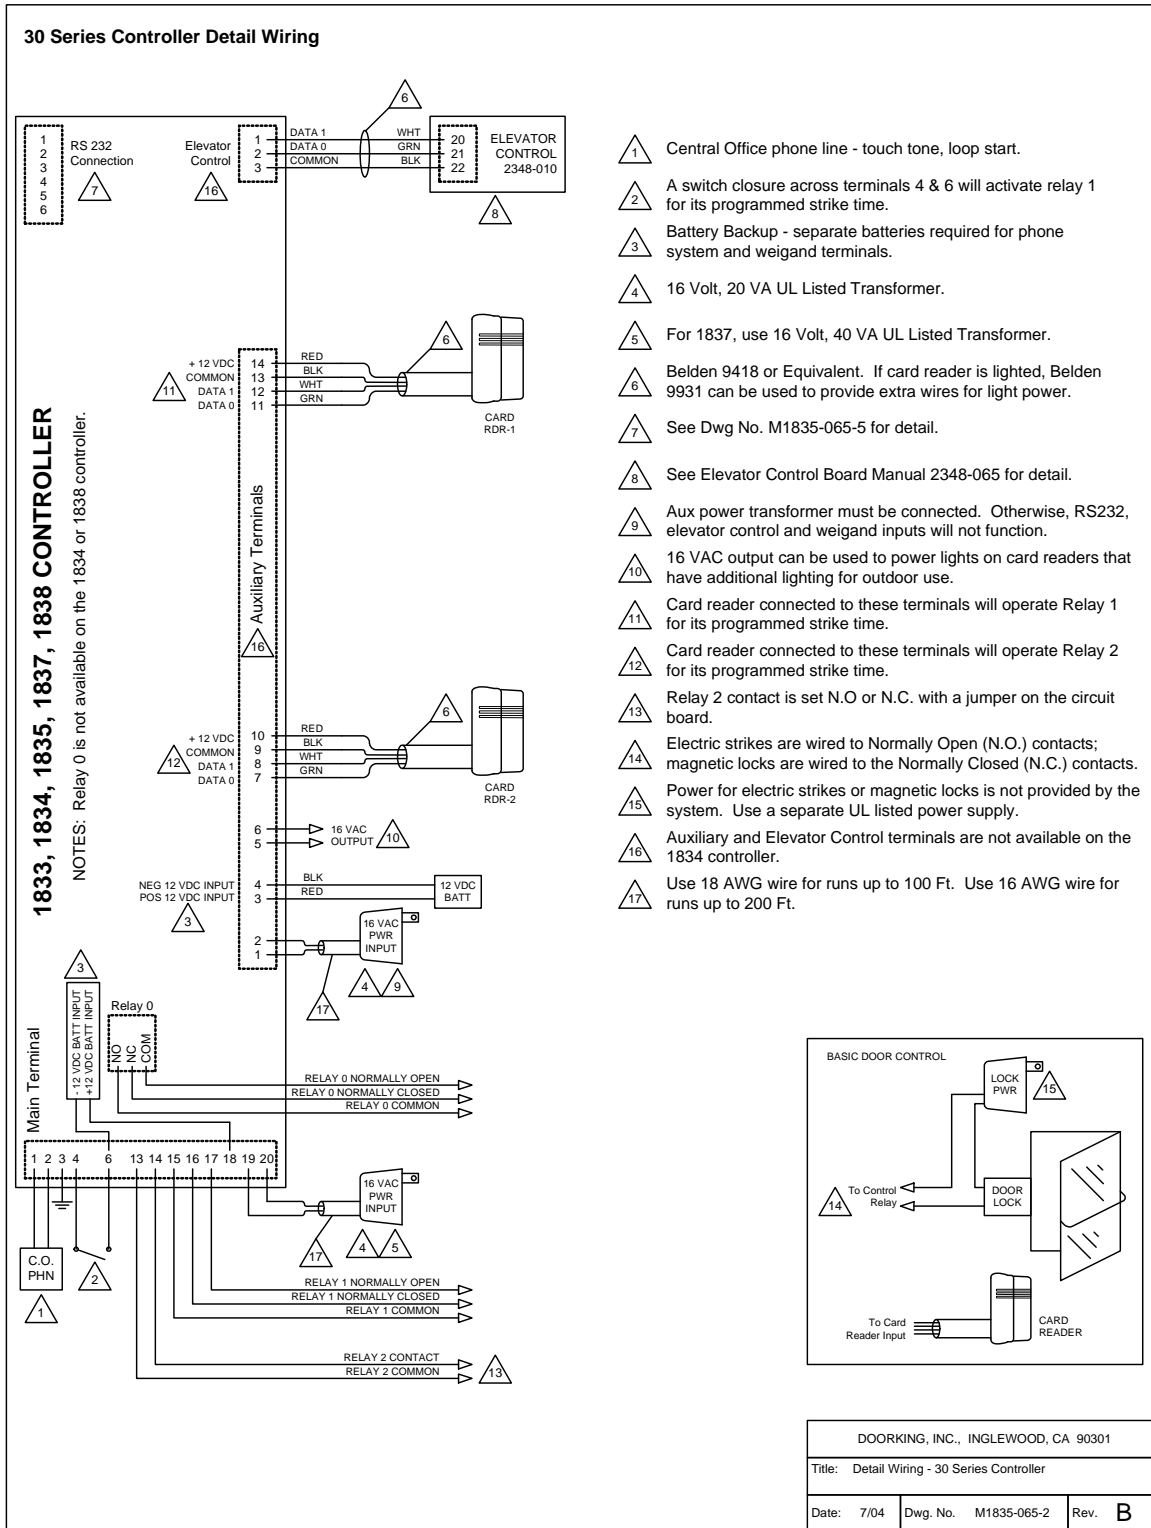 30 Series Controller Detail Wiring
6
1
2
3
4
5
6
RS 232
Connection
7
Elevator
Control
16
1
2
3
DATA 1
DATA 0
COMMON
WHT
GRN
BLK
20
21
22
ELEVATOR
CONTROL
2348-010
8
1833, 1834, 1835, 1837, 1838 CONTROLLER
NOTES: Relay 0 is not available on the 1834 or 1838 controller.
+ 12 VDC
COMMON
DATA 1
DATA 0
11
14
13
12
11
RED
BLK
WHT
GRN
6
CARD
RDR-1
Auxiliary Terminals
16
+ 12 VDC
COMMON
DATA 1
DATA 0
12
10
9
8
7
RED
BLK
WHT
GRN
6
CARD
RDR-2
6
5
16 VAC
OUTPUT
10
NEG 12 VDC INPUT
POS 12 VDC INPUT
3
4
3
BLK
RED
12 VDC
BATT
2
1
16 VAC
PWR
INPUT
17
4
9
3
- 12 VDC BATT INPUT
+12 VDC BATT INPUT
Relay 0
NO
NC
COM
Main Terminal
RELAY 0 NORMALLY OPEN
RELAY 0 NORMALLY CLOSED
RELAY 0 COMMON
1 2 3 4 6 13 14 15 16 17 18 19 20
16 VAC
PWR
INPUT
17
4
5
C.O.
PHN
1
2
RELAY 1 NORMALLY OPEN
RELAY 1 NORMALLY CLOSED
RELAY 1 COMMON
RELAY 2 CONTACT
RELAY 2 COMMON
13
1 Central Office phone line - touch tone, loop start.
2 A switch closure across terminals 4 & 6 will activate relay 1
for its programmed strike time.
3 Battery Backup - separate batteries required for phone
system and weigand terminals.
4 16 Volt, 20 VA UL Listed Transformer.
5 For 1837, use 16 Volt, 40 VA UL Listed Transformer.
6 Belden 9418 or Equivalent. If card reader is lighted, Belden
9931 can be used to provide extra wires for light power.
7 See Dwg No. M1835-065-5 for detail.
8 See Elevator Control Board Manual 2348-065 for detail.
9 Aux power transformer must be connected. Otherwise, RS232,
elevator control and weigand inputs will not function.
10 16 VAC output can be used to power lights on card readers that
have additional lighting for outdoor use.
11 Card reader connected to these terminals will operate Relay 1
for its programmed strike time.
12 Card reader connected to these terminals will operate Relay 2
for its programmed strike time.
13 Relay 2 contact is set N.O or N.C. with a jumper on the circuit
board.
14 Electric strikes are wired to Normally Open (N.O.) contacts;
magnetic locks are wired to the Normally Closed (N.C.) contacts.
15 Power for electric strikes or magnetic locks is not provided by the
system. Use a separate UL listed power supply.
16 Auxiliary and Elevator Control terminals are not available on the
1834 controller.
17 Use 18 AWG wire for runs up to 100 Ft. Use 16 AWG wire for
runs up to 200 Ft.
BASIC DOOR CONTROL
LOCK
PWR
15
To Control
Relay
14
DOOR
LOCK
To Card
Reader Input
CARD
READER
DOORKING, INC., INGLEWOOD, CA 90301
Title: Detail Wiring - 30 Series Controller
Date: 7/04 Dwg. No. M1835-065-2 Rev. B